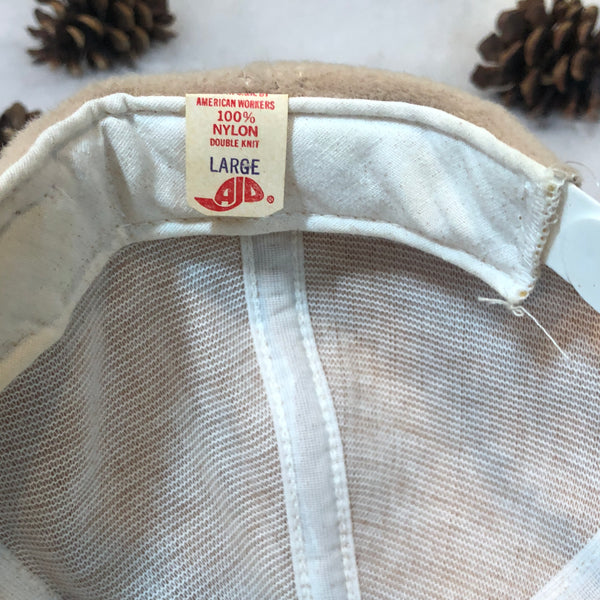 AMERICAN WORKERS
100%
NYLON
DOUBLE KNIT
LARGE
AJD ®